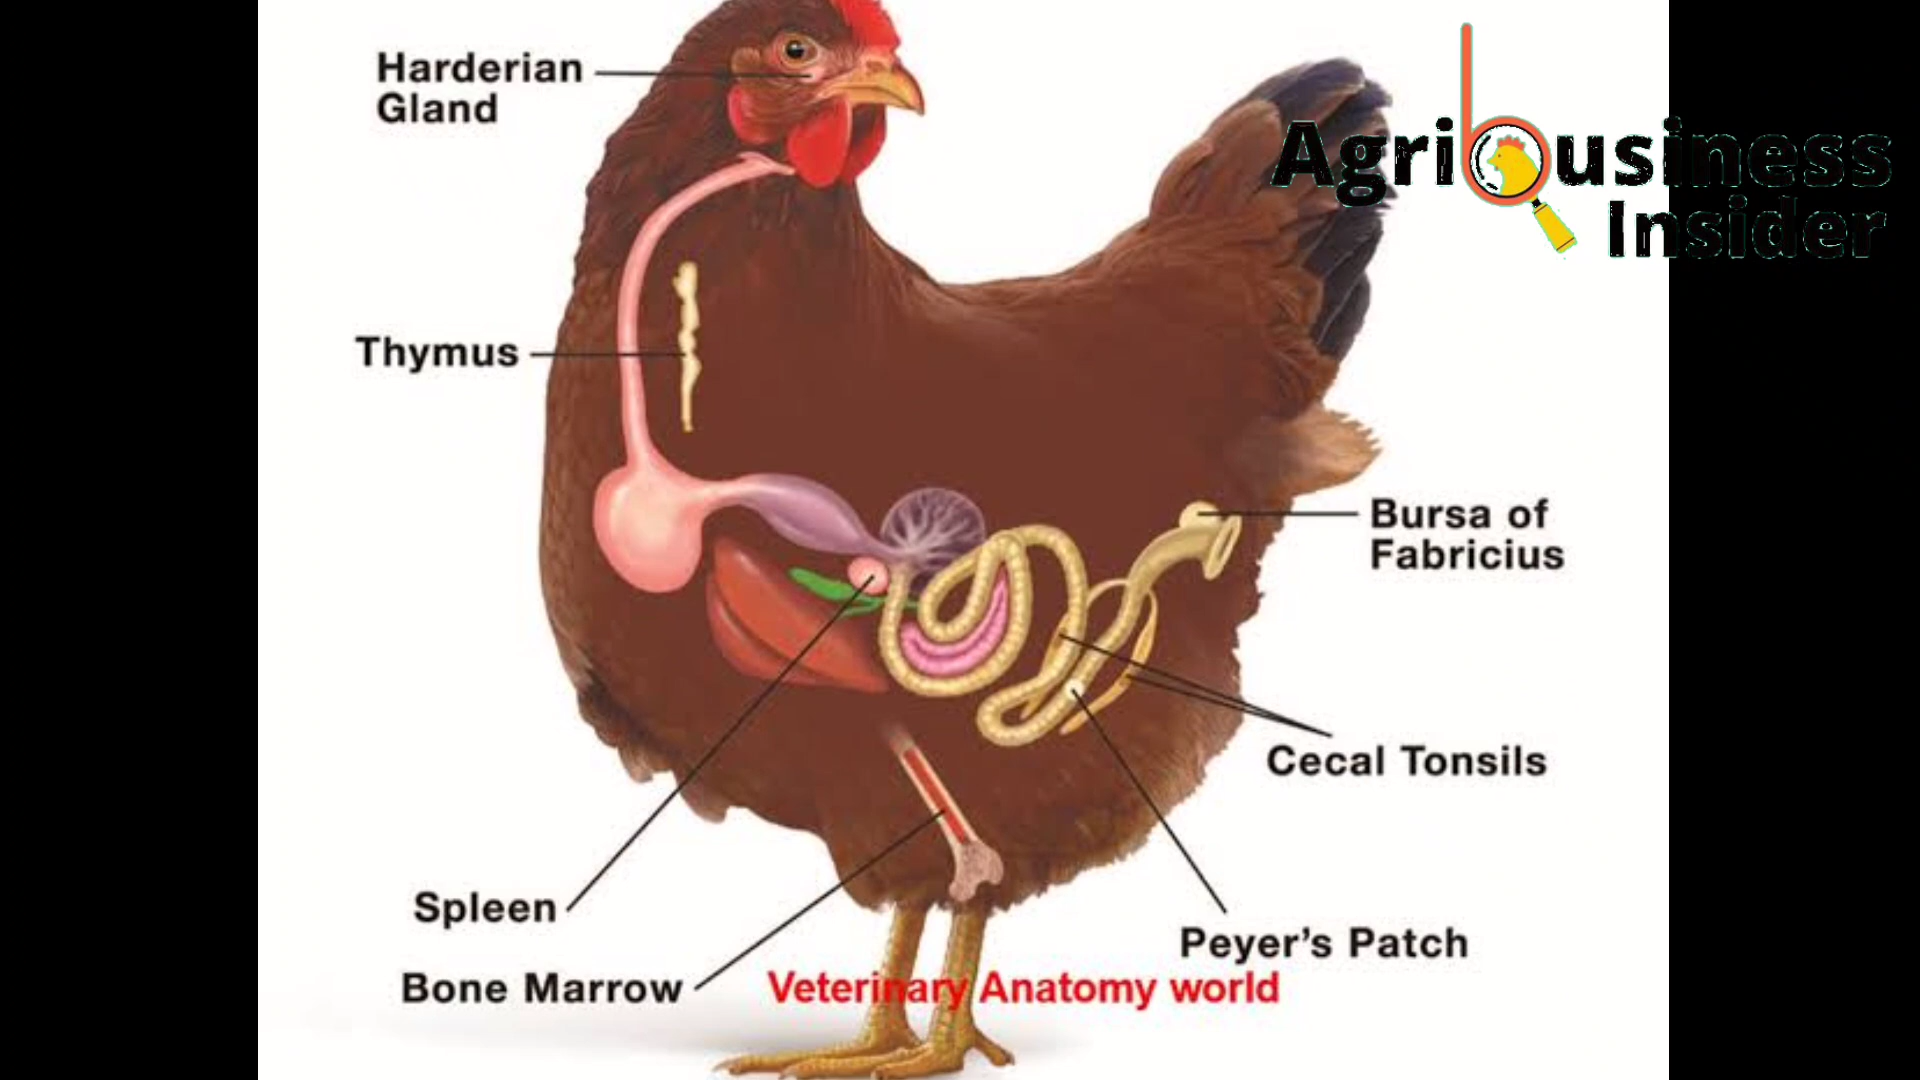 Harderian
Gland
Agribusiness
Insider
Thymus
Bursa of
Fabricius
Cecal Tonsils
Spleen
Peyer's Patch
Bone Marrow
Veterinary Anatomy world